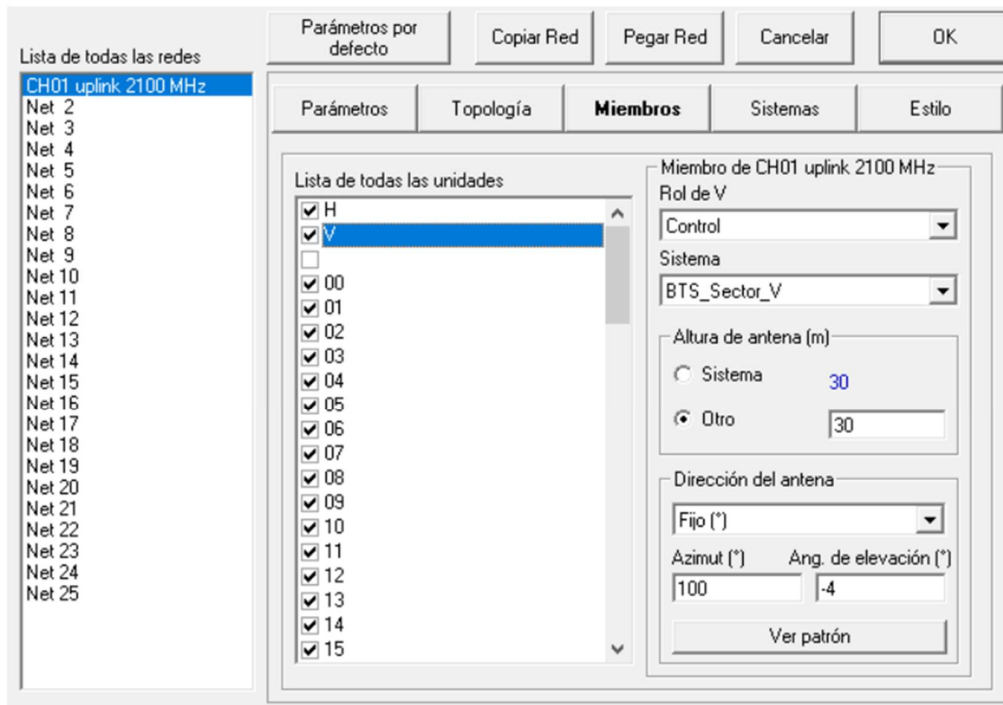 Lista de todas las redes
CH01 uplink 2100 MHz
Net 2
Net 3
Net 4
Net 5
Net 6
Net 7
Net 8
Net 9
Net 10
Net 11
Net 12
Net 13
Net 14
Net 15
Net 16
Net 17
Net 18
Net 19
Net 20
Net 21
Net 22
Net 23
Net 24
Net 25
Parámetros por
defecto
Copiar Red
Pegar Red
Cancelar
OK
Parámetros
Topología
Miembros
Sistemas
Estilo
Lista de todas las unidades
H
V
00
01
02
03
04
05
06
07
08
09
10
11
12
13
14
15
Miembro de CH01 uplink 2100 MHz
Rol de V
Control
Sistema
BTS_Sector_V
Altura de antena (m)
Sistema 30
Otro 30
Dirección del antena
Fijo (°)
Azimut (°) Ang. de elevación (°)
100 -4
Ver patrón